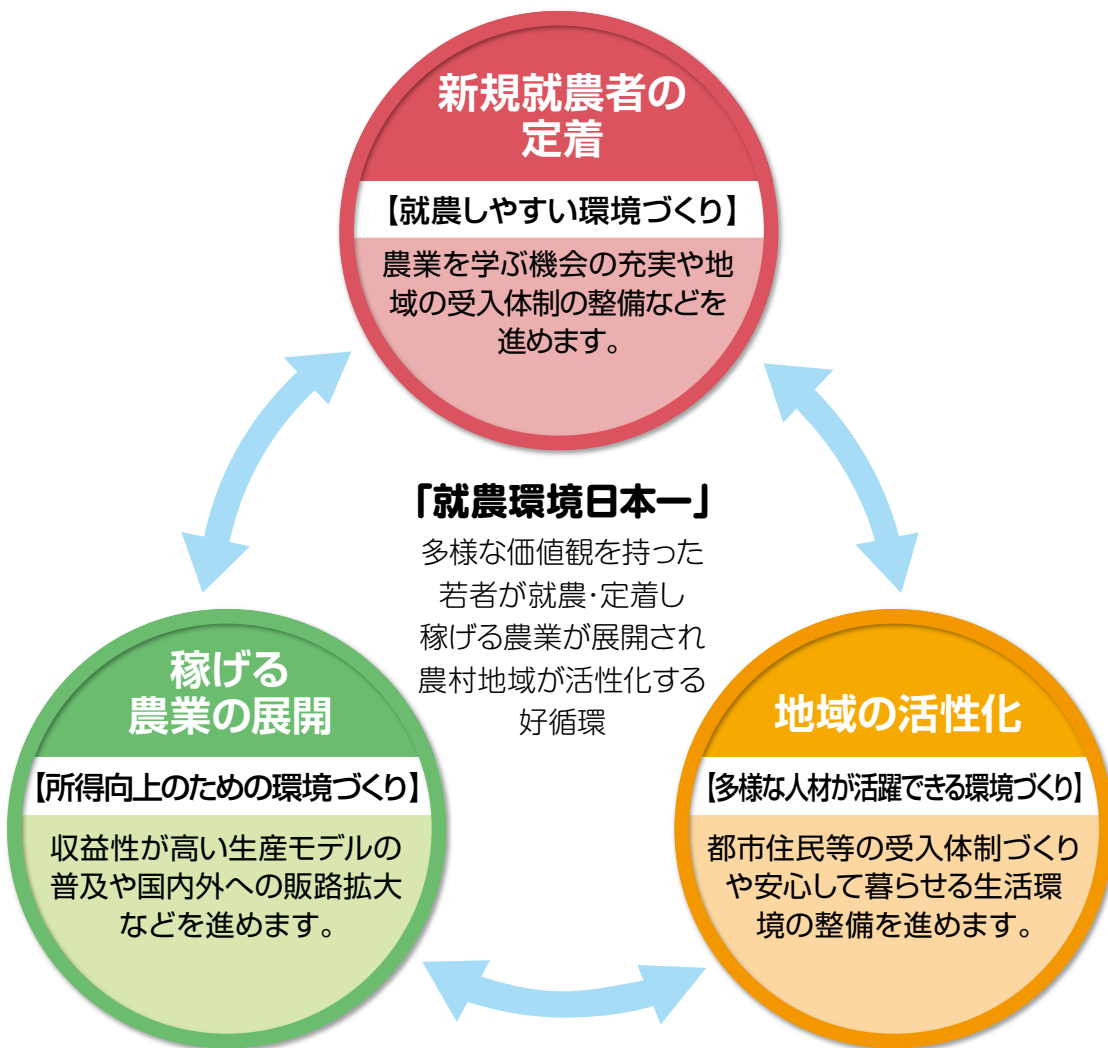 新規就農者の
定着
【就農しやすい環境づくり】
農業を学ぶ機会の充実や地
域の受入体制の整備などを
進めます。
「就農環境日本一」
多様な価値観を持った
若者が就農・定着し
稼げる農業が展開され
農村地域が活性化する
好循環
稼げる
農業の展開
【所得向上のための環境づくり】
収益性が高い生産モデルの
普及や国内外への販路拡大
などを進めます。
地域の活性化
【多様な人材が活躍できる環境づくり】
都市住民等の受入体制づくり
や安心して暮らせる生活環
境の整備を進めます。